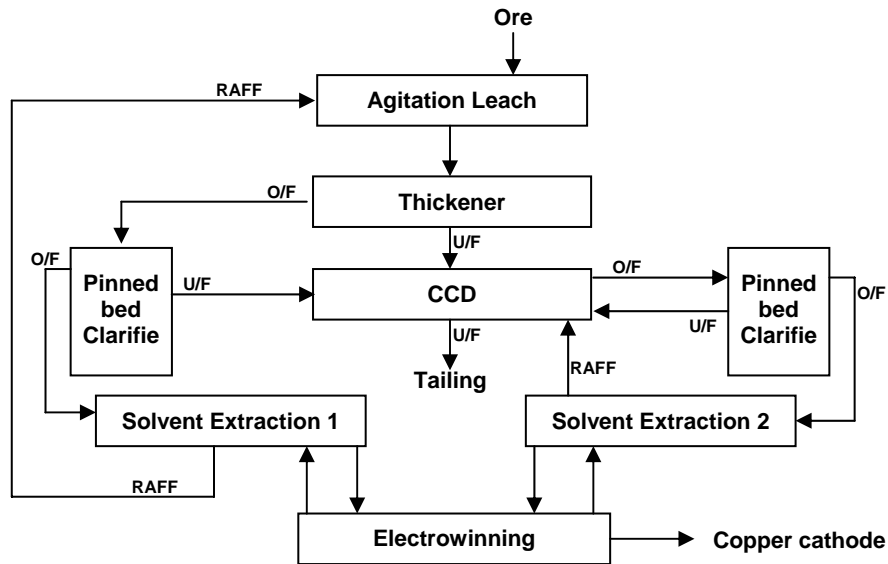 Ore
RAFF
Agitation Leach
O/F
Thickener
U/F
O/F
Pinned
bed
Clarifie
U/F
CCD
O/F
U/F
Pinned
bed
Clarifie
O/F
U/F
Tailing
RAFF
Solvent Extraction 1
Solvent Extraction 2
RAFF
Electrowinning
Copper cathode